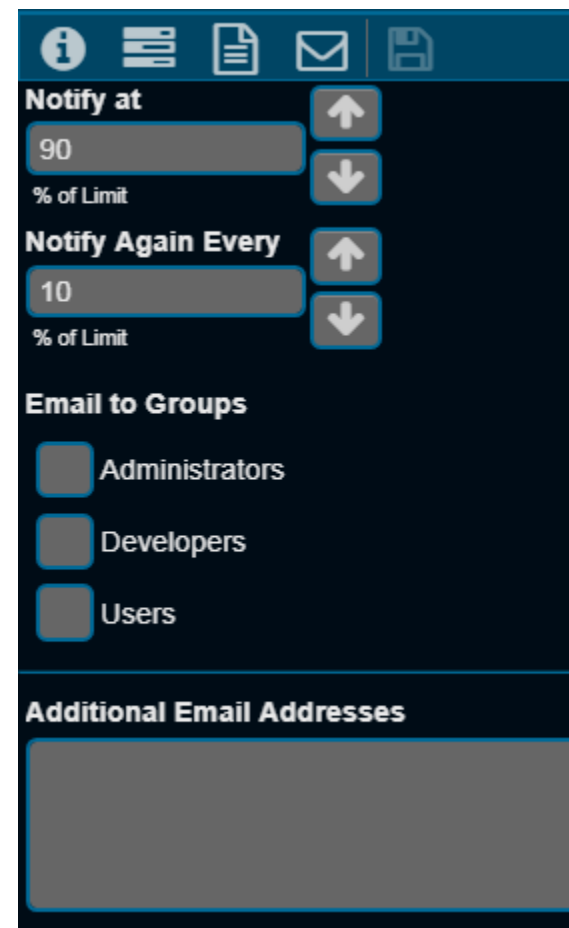 Notify at
90
% of Limit
Notify Again Every
10
% of Limit
Email to Groups
Administrators
Developers
Users
Additional Email Addresses